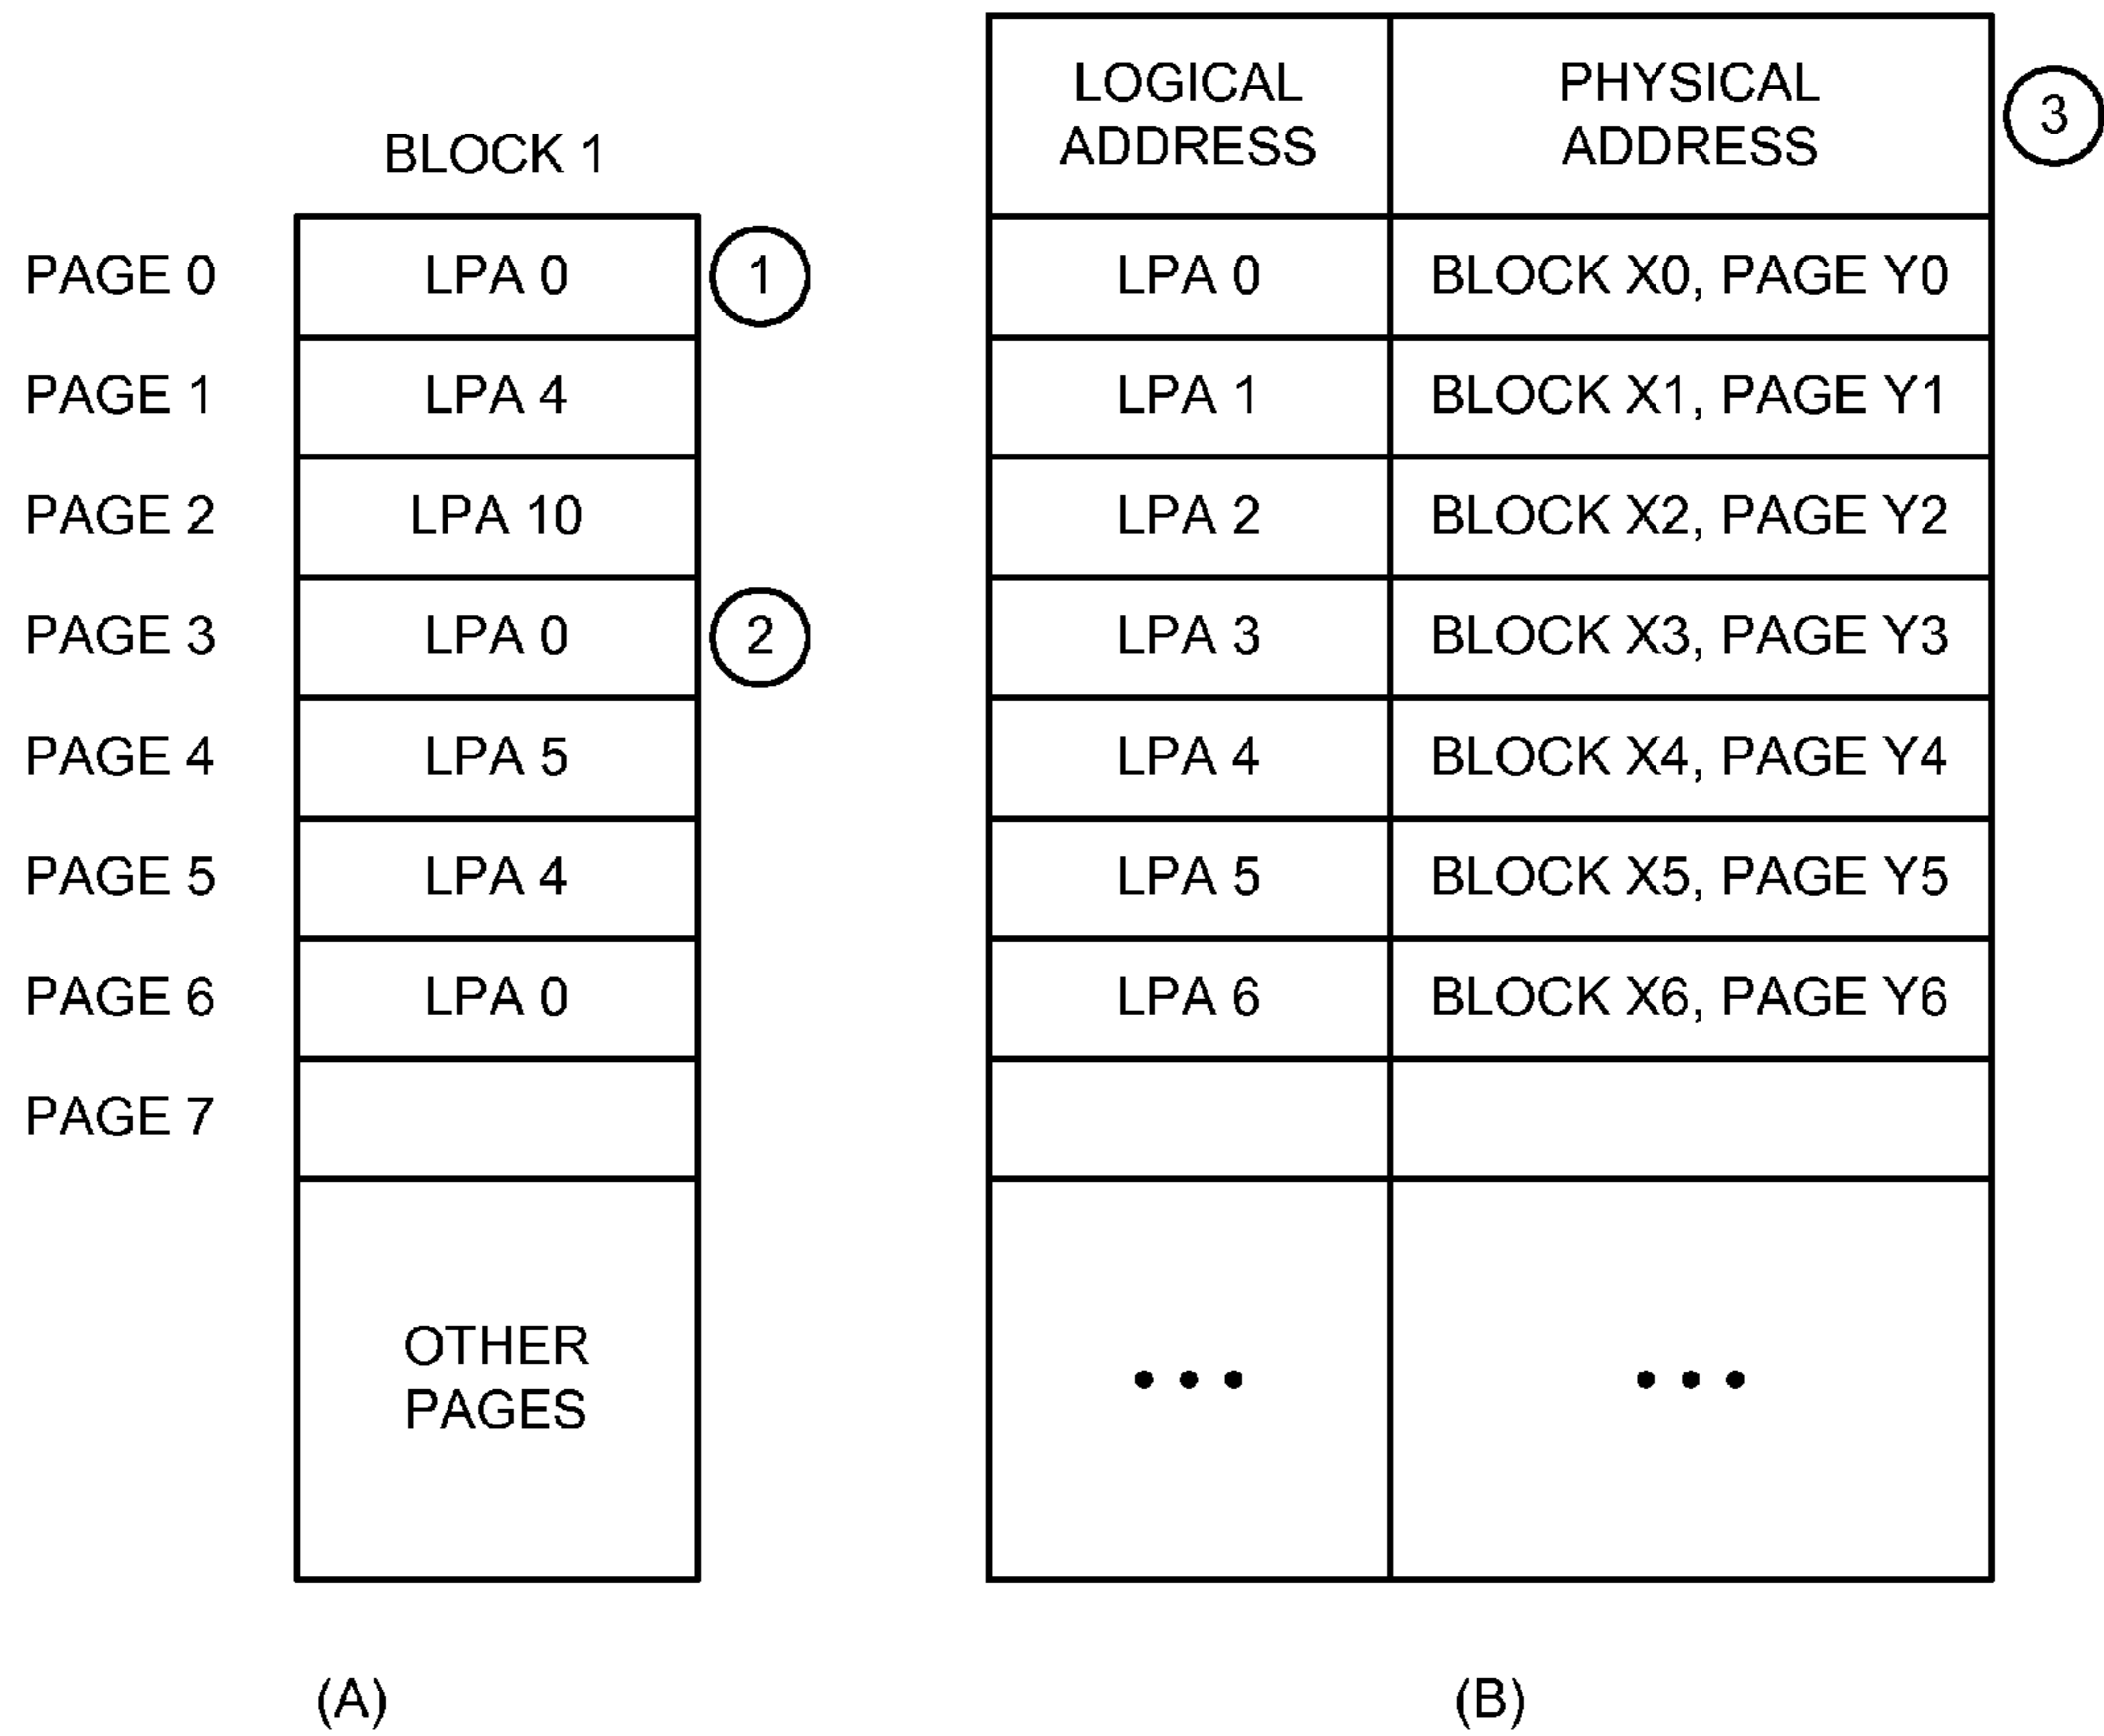 BLOCK 1
PAGE 0 LPA 0 1
PAGE 1 LPA 4
PAGE 2 LPA 10
PAGE 3 LPA 0 2
PAGE 4 LPA 5
PAGE 5 LPA 4
PAGE 6 LPA 0
PAGE 7
OTHER
PAGES
(A)
LOGICAL
ADDRESS
PHYSICAL
ADDRESS
3
LPA 0 BLOCK X0, PAGE Y0
LPA 1 BLOCK X1, PAGE Y1
LPA 2 BLOCK X2, PAGE Y2
LPA 3 BLOCK X3, PAGE Y3
LPA 4 BLOCK X4, PAGE Y4
LPA 5 BLOCK X5, PAGE Y5
LPA 6 BLOCK X6, PAGE Y6
• • • • • •
(B)